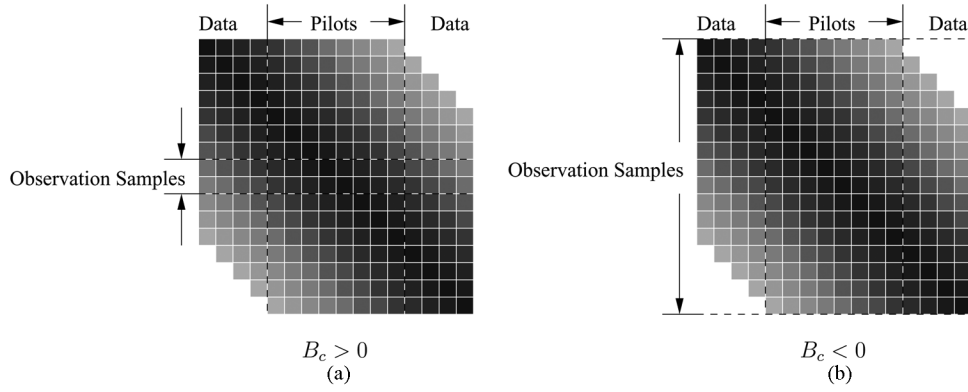 Data Pilots Data
Observation Samples
B_c > 0
(a)
Data Pilots Data
Observation Samples
B_c < 0
(b)